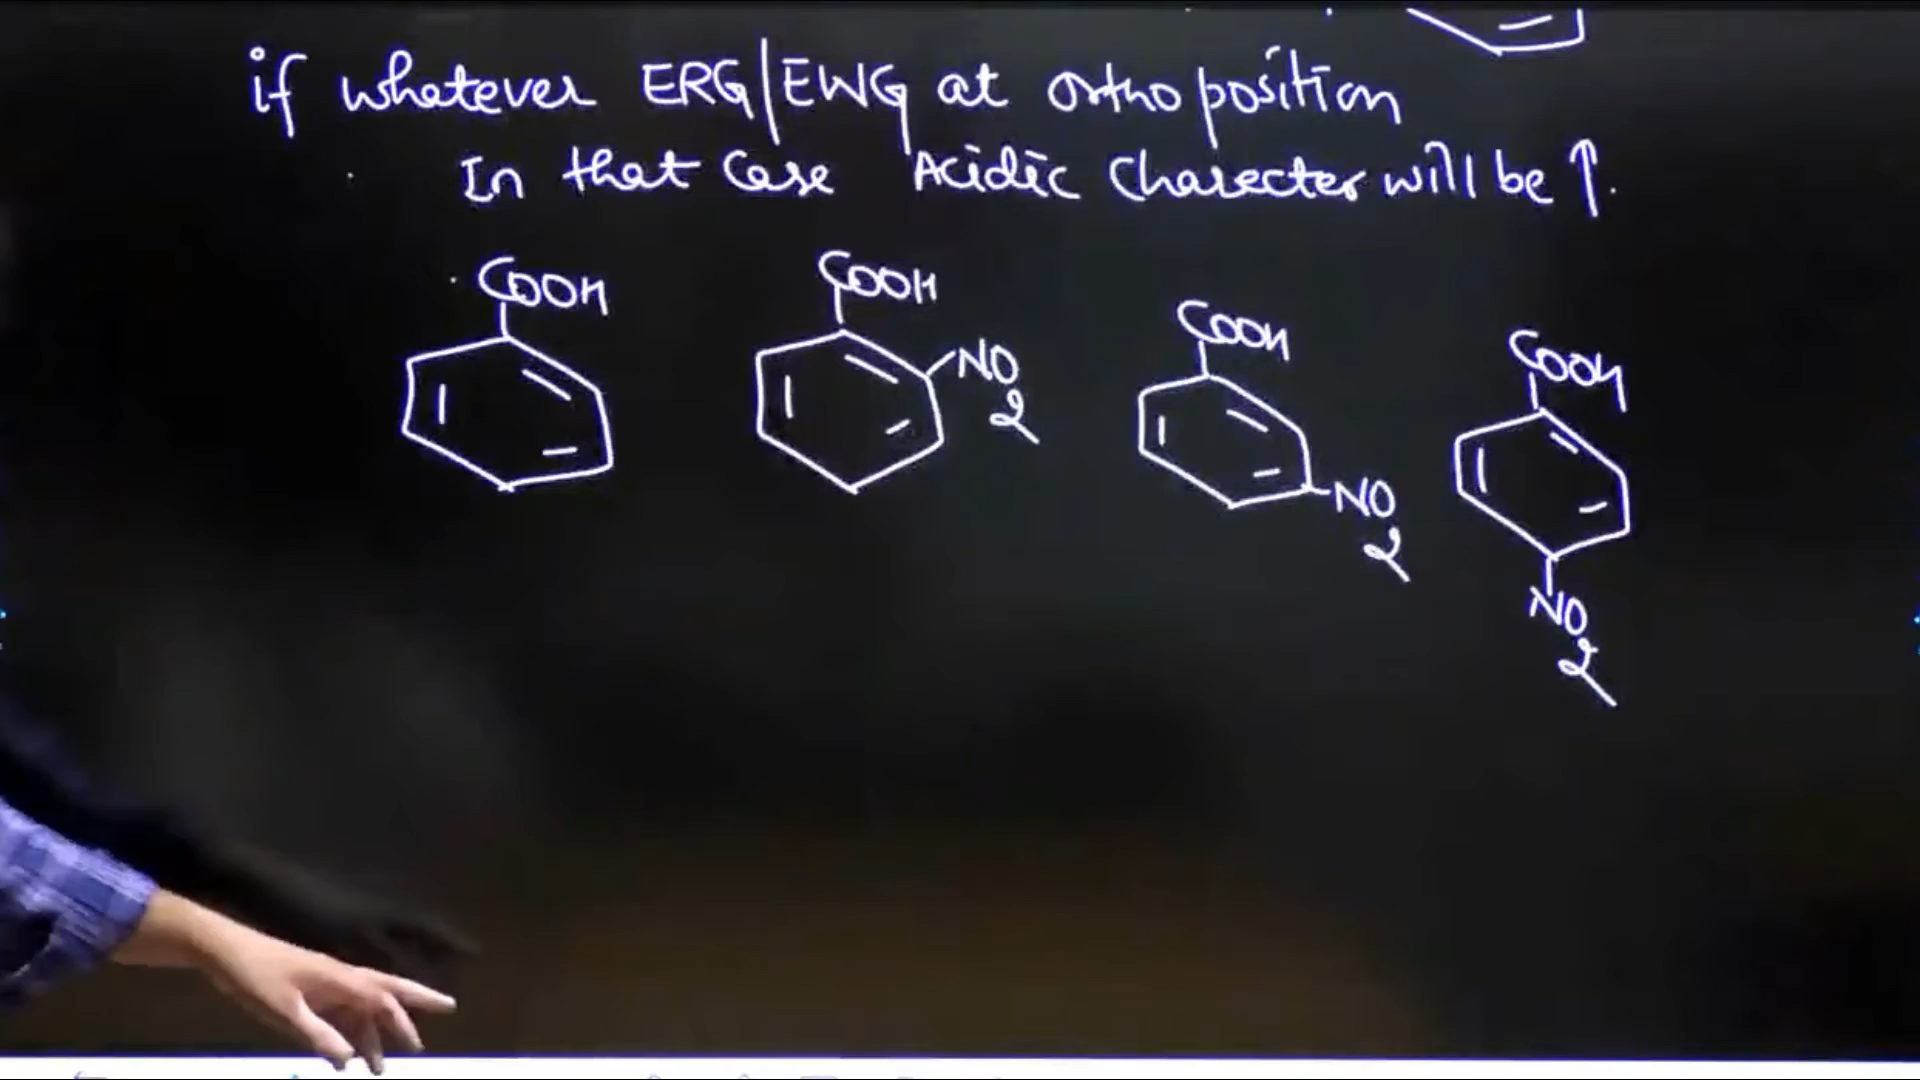 if whatever ERG/EWG at ortho position
In that Case Acidic Charecter will be ↑.
COOH
COOH
NO2
COOH
NO2
COOH
NO2